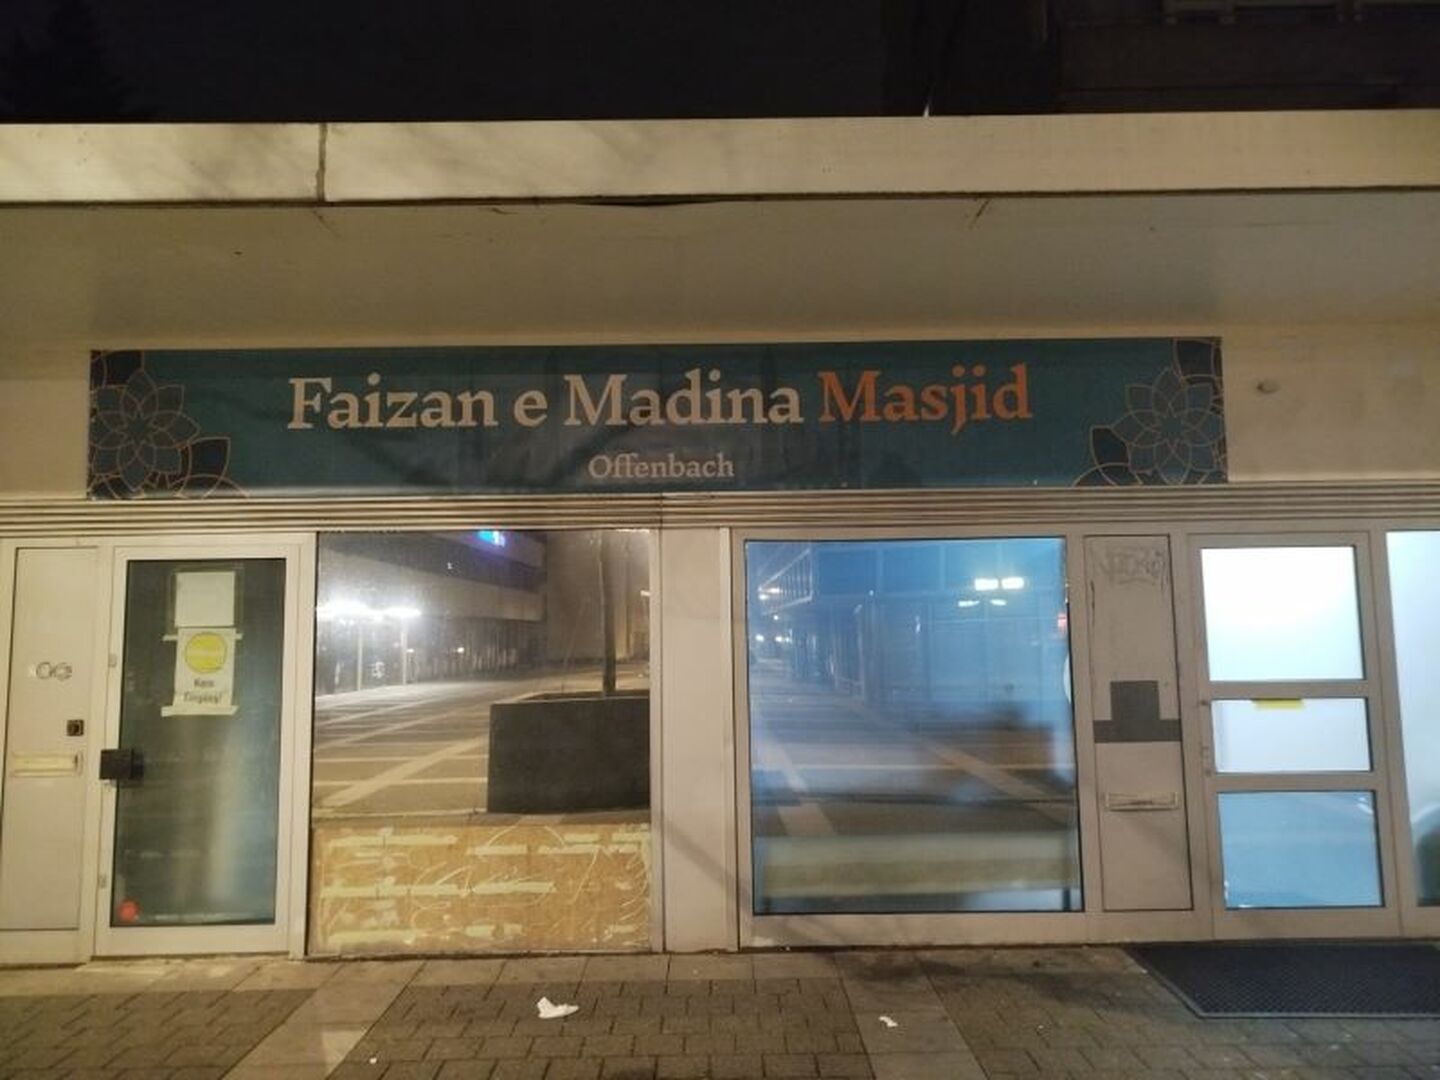 Faizan e Madina Masjid
Offenbach
Kein
Eingang!